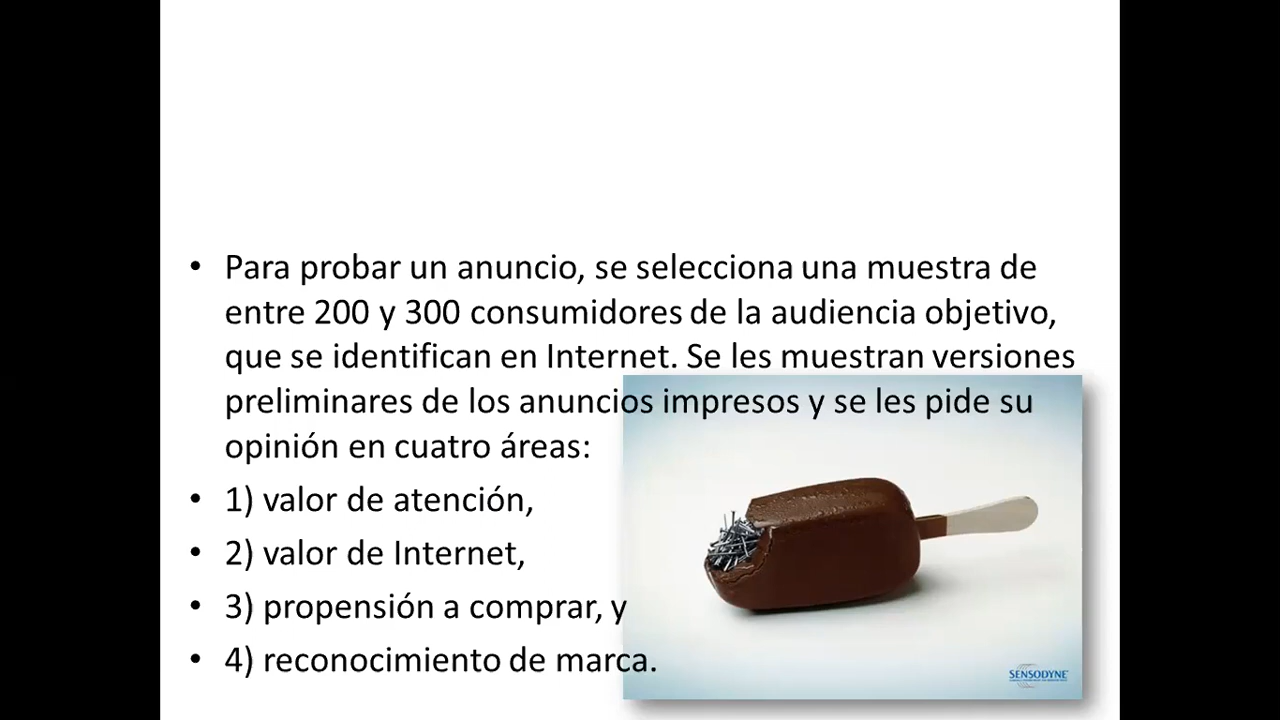 • Para probar un anuncio, se selecciona una muestra de
entre 200 y 300 consumidores de la audiencia objetivo,
que se identifican en Internet. Se les muestran versiones
preliminares de los anuncios impresos y se les pide su
opinión en cuatro áreas:
• 1) valor de atención,
• 2) valor de Internet,
• 3) propensión a comprar, y
• 4) reconocimiento de marca.
SENSODYNE